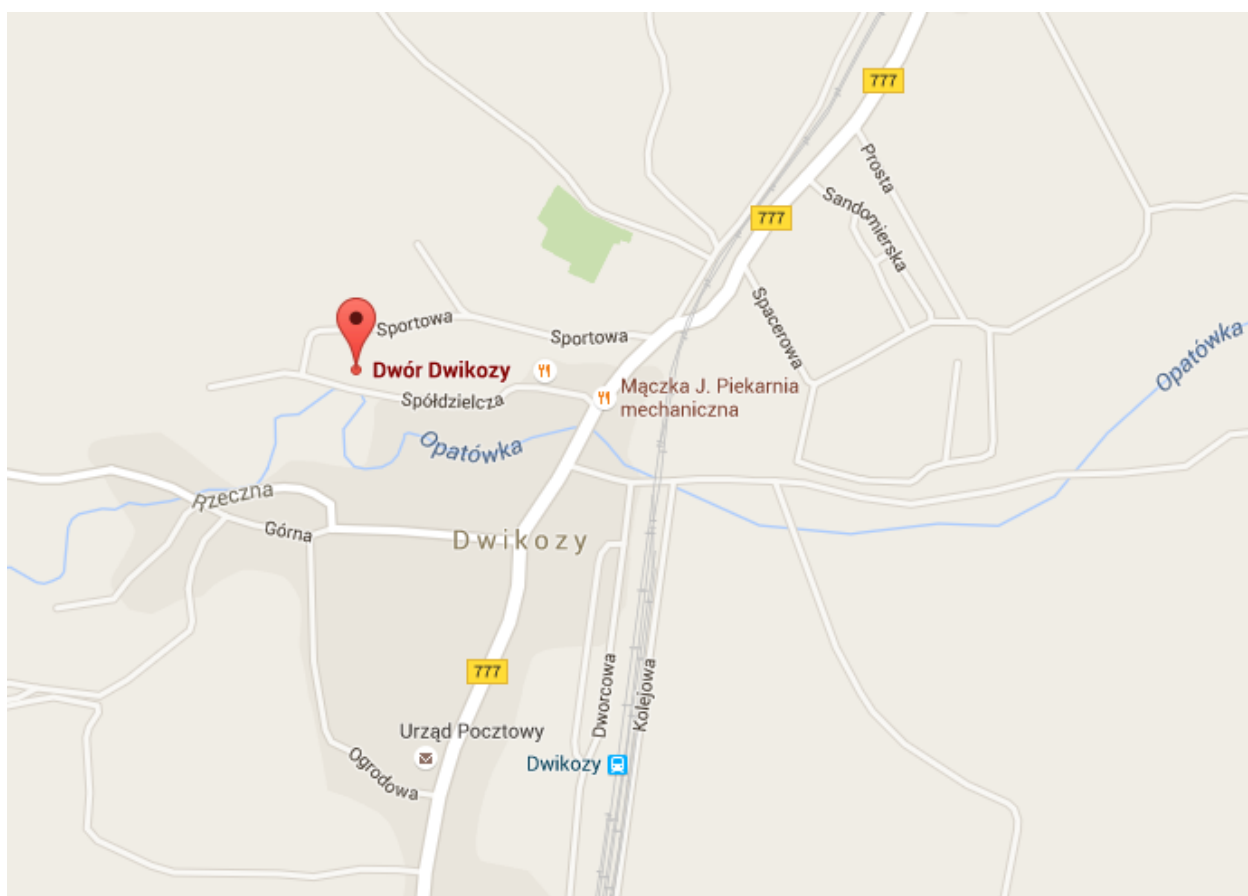 777
Prosta
777
Sandomierska
Spacerowa
Sportowa
Sportowa
Dwór Dwikozy
Mączka J. Piekarnia
mechaniczna
Opatówka
Spółdzielcza
Opatówka
Rzeczna
Górna
Dwikozy
777
Dworcowa
Kolejowa
Urząd Pocztowy
Ogrodowa
Dwikozy